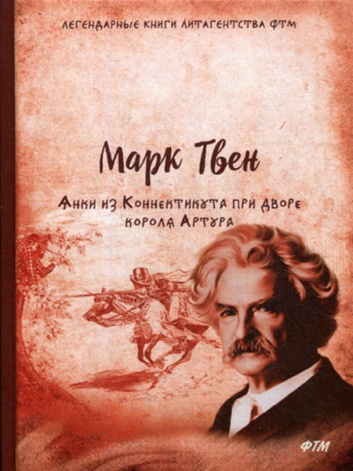 ЛЕГЕНДАРНЫЕ КНИГИ ЛИТАГЕНТСТВА ФТМ
Марк Твен
Янки из Коннектикута при дворе
короля Артура
ФТМ